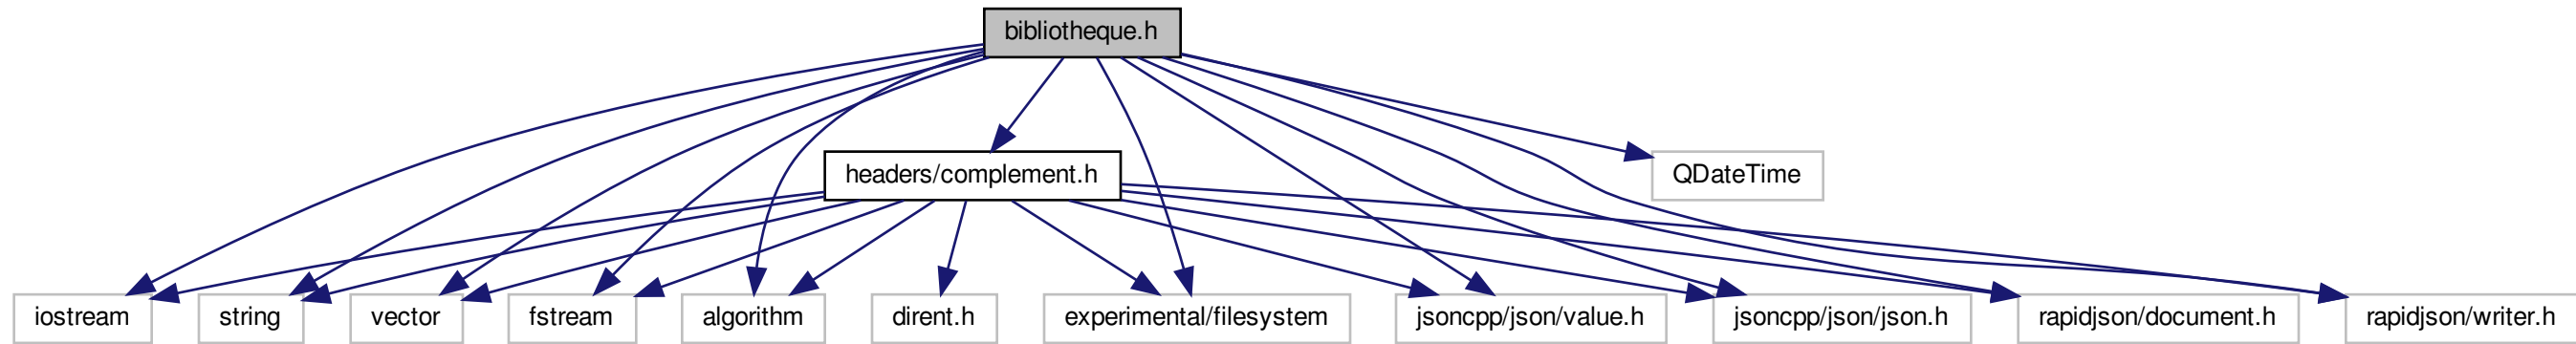 bibliotheque.h
headers/complement.h
QDateTime
iostream
string
vector
fstream
algorithm
dirent.h
experimental/filesystem
jsoncpp/json/value.h
jsoncpp/json/json.h
rapidjson/document.h
rapidjson/writer.h